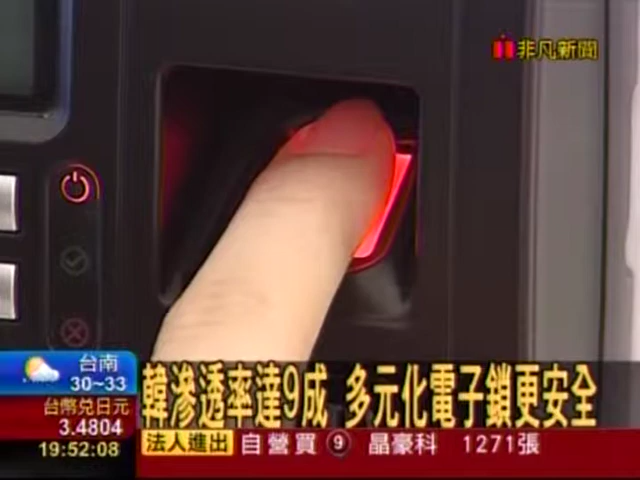 非凡新聞
台南
30~33
台幣兌日元
3.4804
19:52:08
韓滲透率達9成 多元化電子鎖更安全
法人進出 自營買 9 晶豪科 1271張